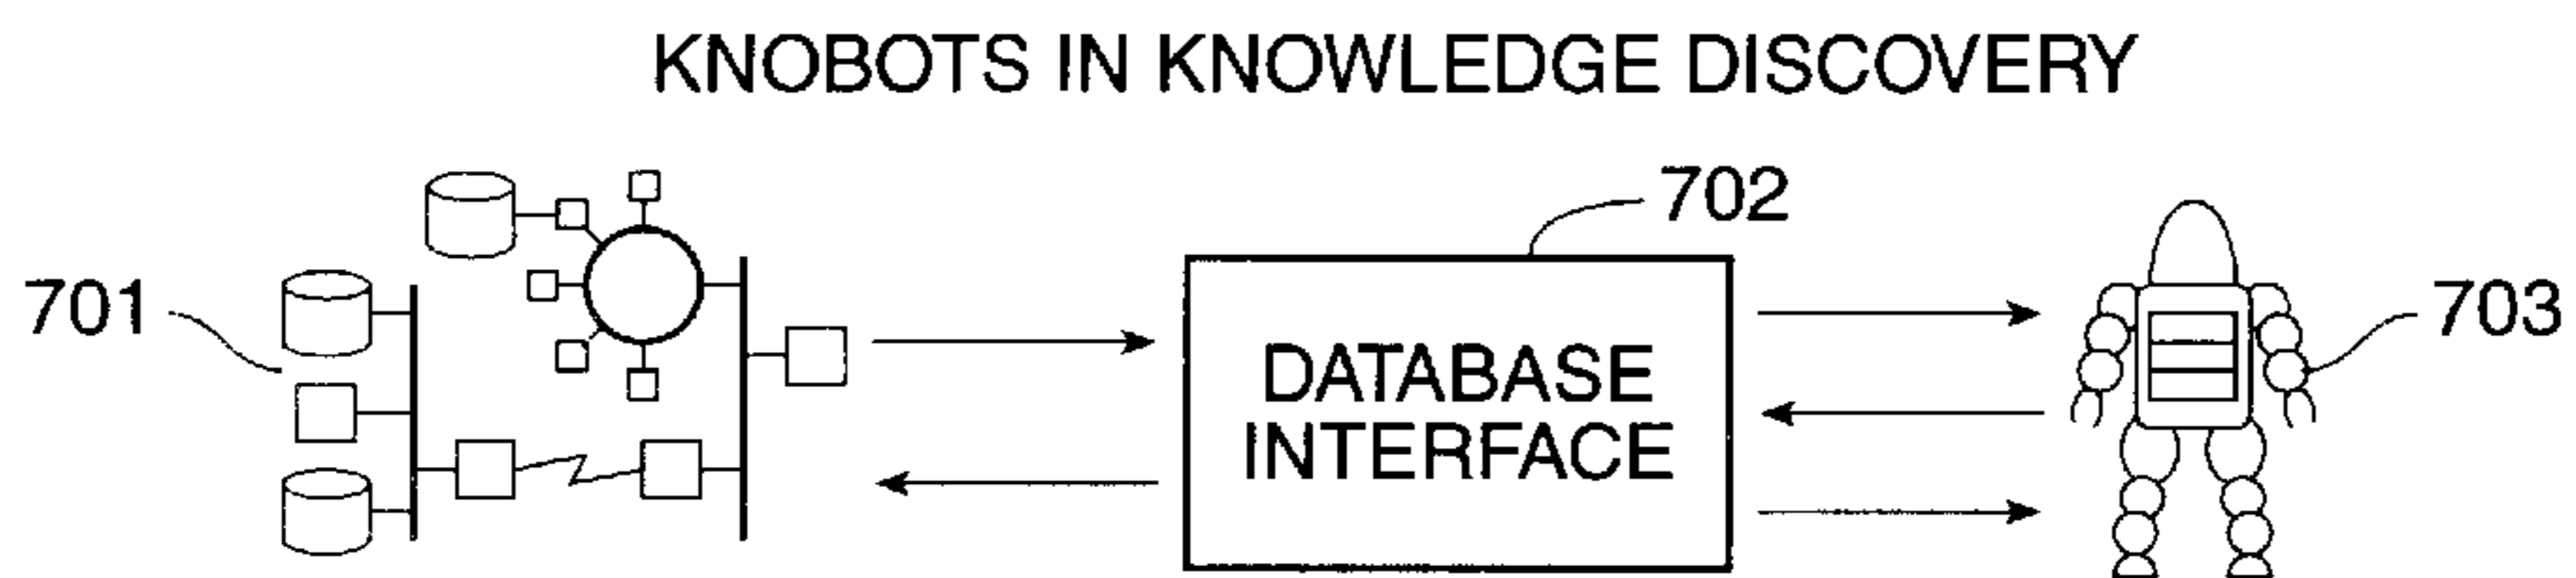 KNOBOTS IN KNOWLEDGE DISCOVERY
702
701
703
DATABASE
INTERFACE